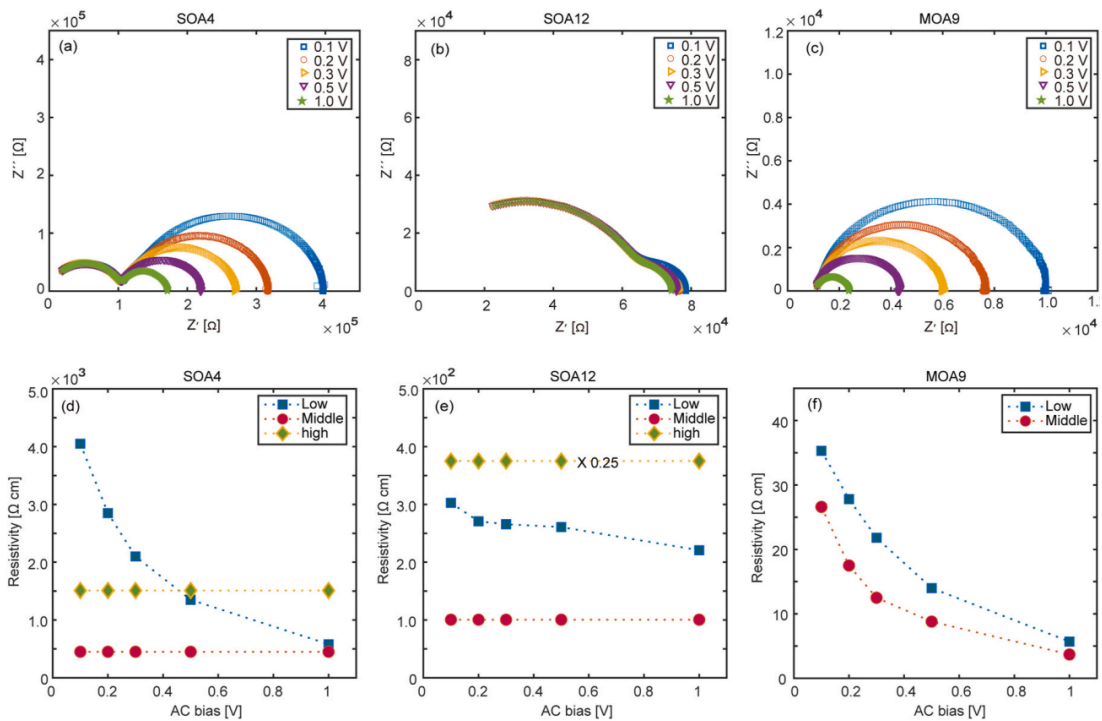 SOA4
× 10⁵
(a)
0.1 V
0.2 V
0.3 V
0.5 V
1.0 V
4
3
2
1
0
Z´´ [Ω]
0 1 2 3 4
Z′ [Ω]
× 10⁵
SOA12
× 10⁴
(b)
0.1 V
0.2 V
0.3 V
0.5 V
1.0 V
10
8
6
4
2
0
Z´´ [Ω]
0 2 4 6 8
Z′ [Ω]
× 10⁴
MOA9
× 10⁴
(c)
0.1 V
0.2 V
0.3 V
0.5 V
1.0 V
1.2
1.0
0.8
0.6
0.4
0.2
0
Z´´ [Ω]
0 0.2 0.4 0.6 0.8 1.0 1.2
Z′ [Ω]
× 10⁴
SOA4
× 10³
(d)
Low
Middle
high
5.0
4.0
3.0
2.0
1.0
0
Resistivity [Ω cm]
0 0.2 0.4 0.6 0.8 1
AC bias [V]
SOA12
× 10²
(e)
Low
Middle
high
X 0.25
5.0
4.0
3.0
2.0
1.0
0
Resistivity [Ω cm]
0 0.2 0.4 0.6 0.8 1
AC bias [V]
MOA9
(f)
Low
Middle
40
30
20
10
0
Resistivity [Ω cm]
0 0.2 0.4 0.6 0.8 1
AC bias [V]